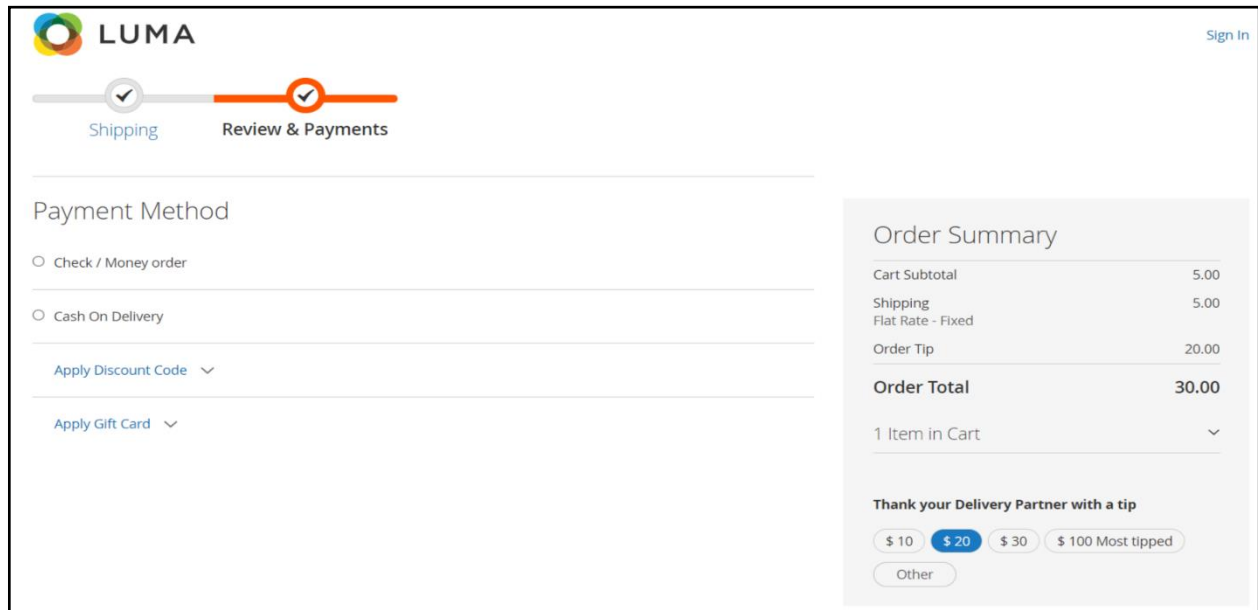 LUMA
Sign In
Shipping
Review & Payments
Payment Method
Check / Money order
Cash On Delivery
Apply Discount Code
Apply Gift Card
Order Summary
Cart Subtotal 5.00
Shipping 5.00
Flat Rate - Fixed
Order Tip 20.00
Order Total 30.00
1 Item in Cart
Thank your Delivery Partner with a tip
$ 10 $ 20 $ 30 $ 100 Most tipped
Other